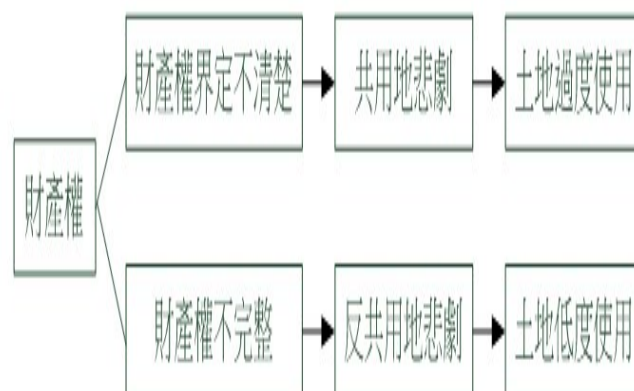 財產權
財產權界定不清楚
共用地悲劇
土地過度使用
財產權不完整
反共用地悲劇
土地低度使用